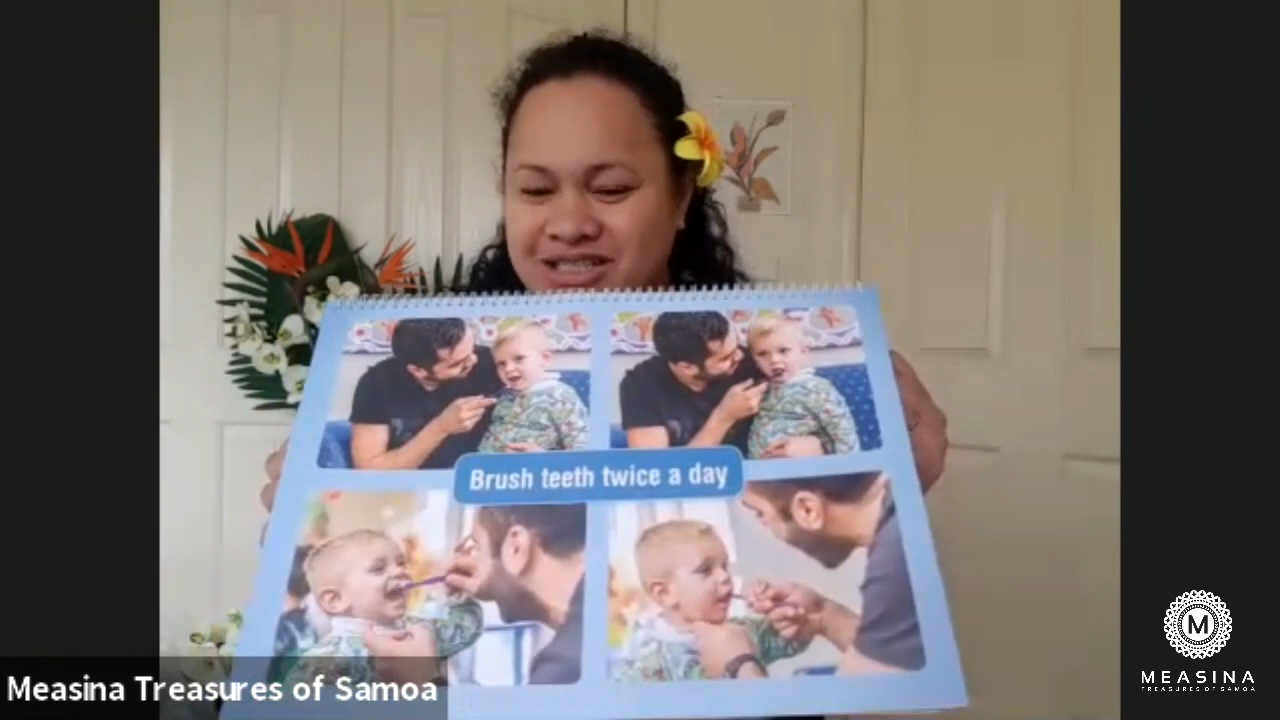 Brush teeth twice a day
Measina Treasures of Samoa
M
MEASINA
TREASURES OF SAMOA